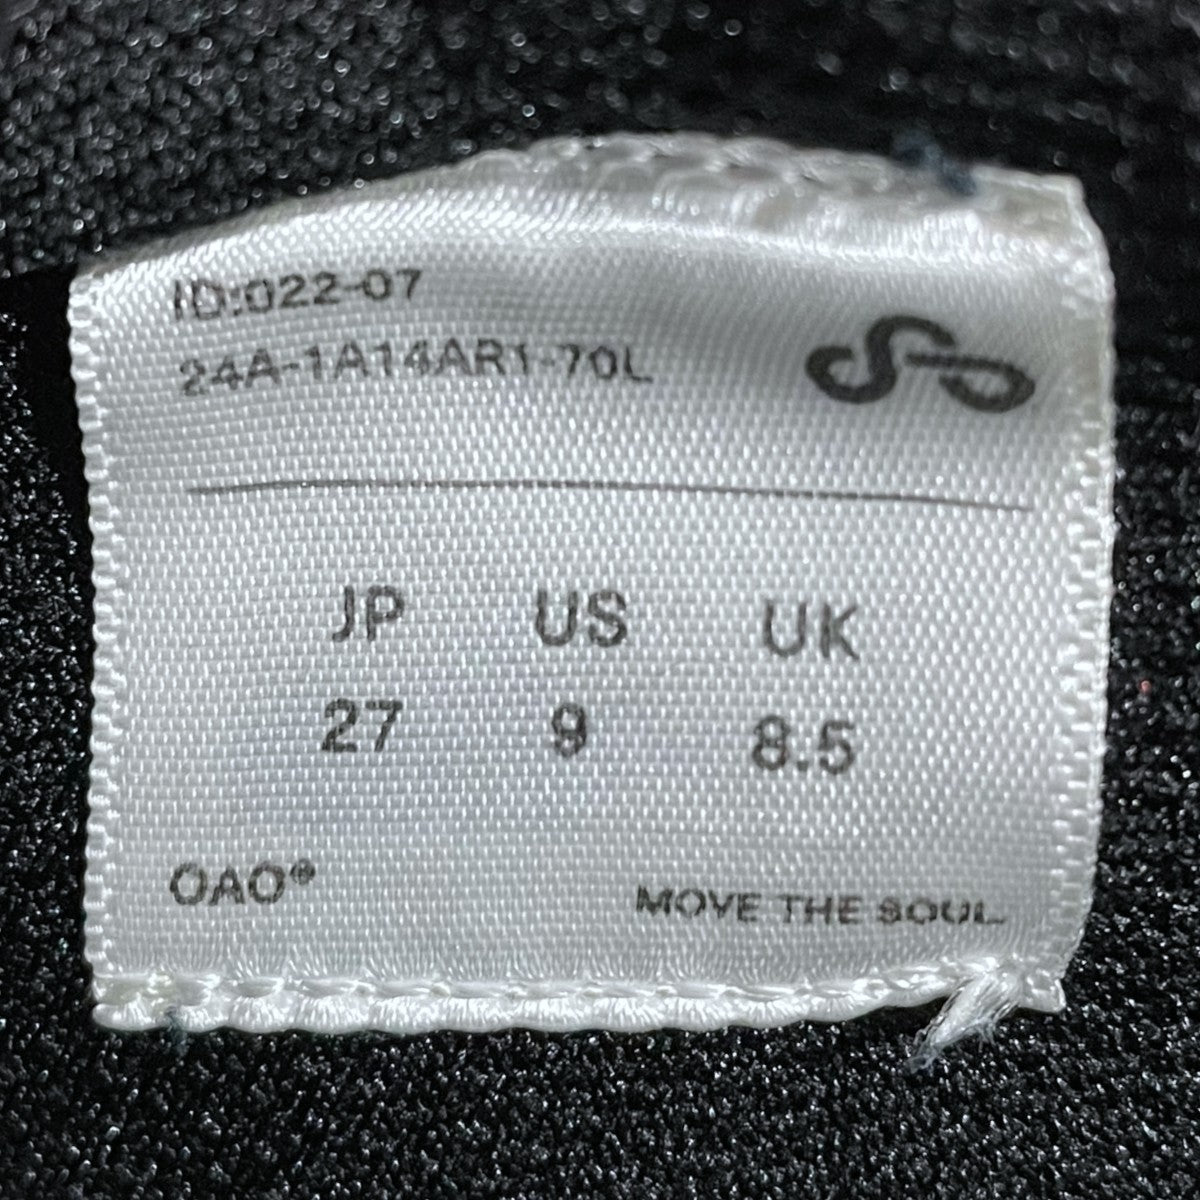 ID:022-07
24A-1A14AR1-70L
JP US UK
27 9 8.5
OAO®
MOVE THE SOUL